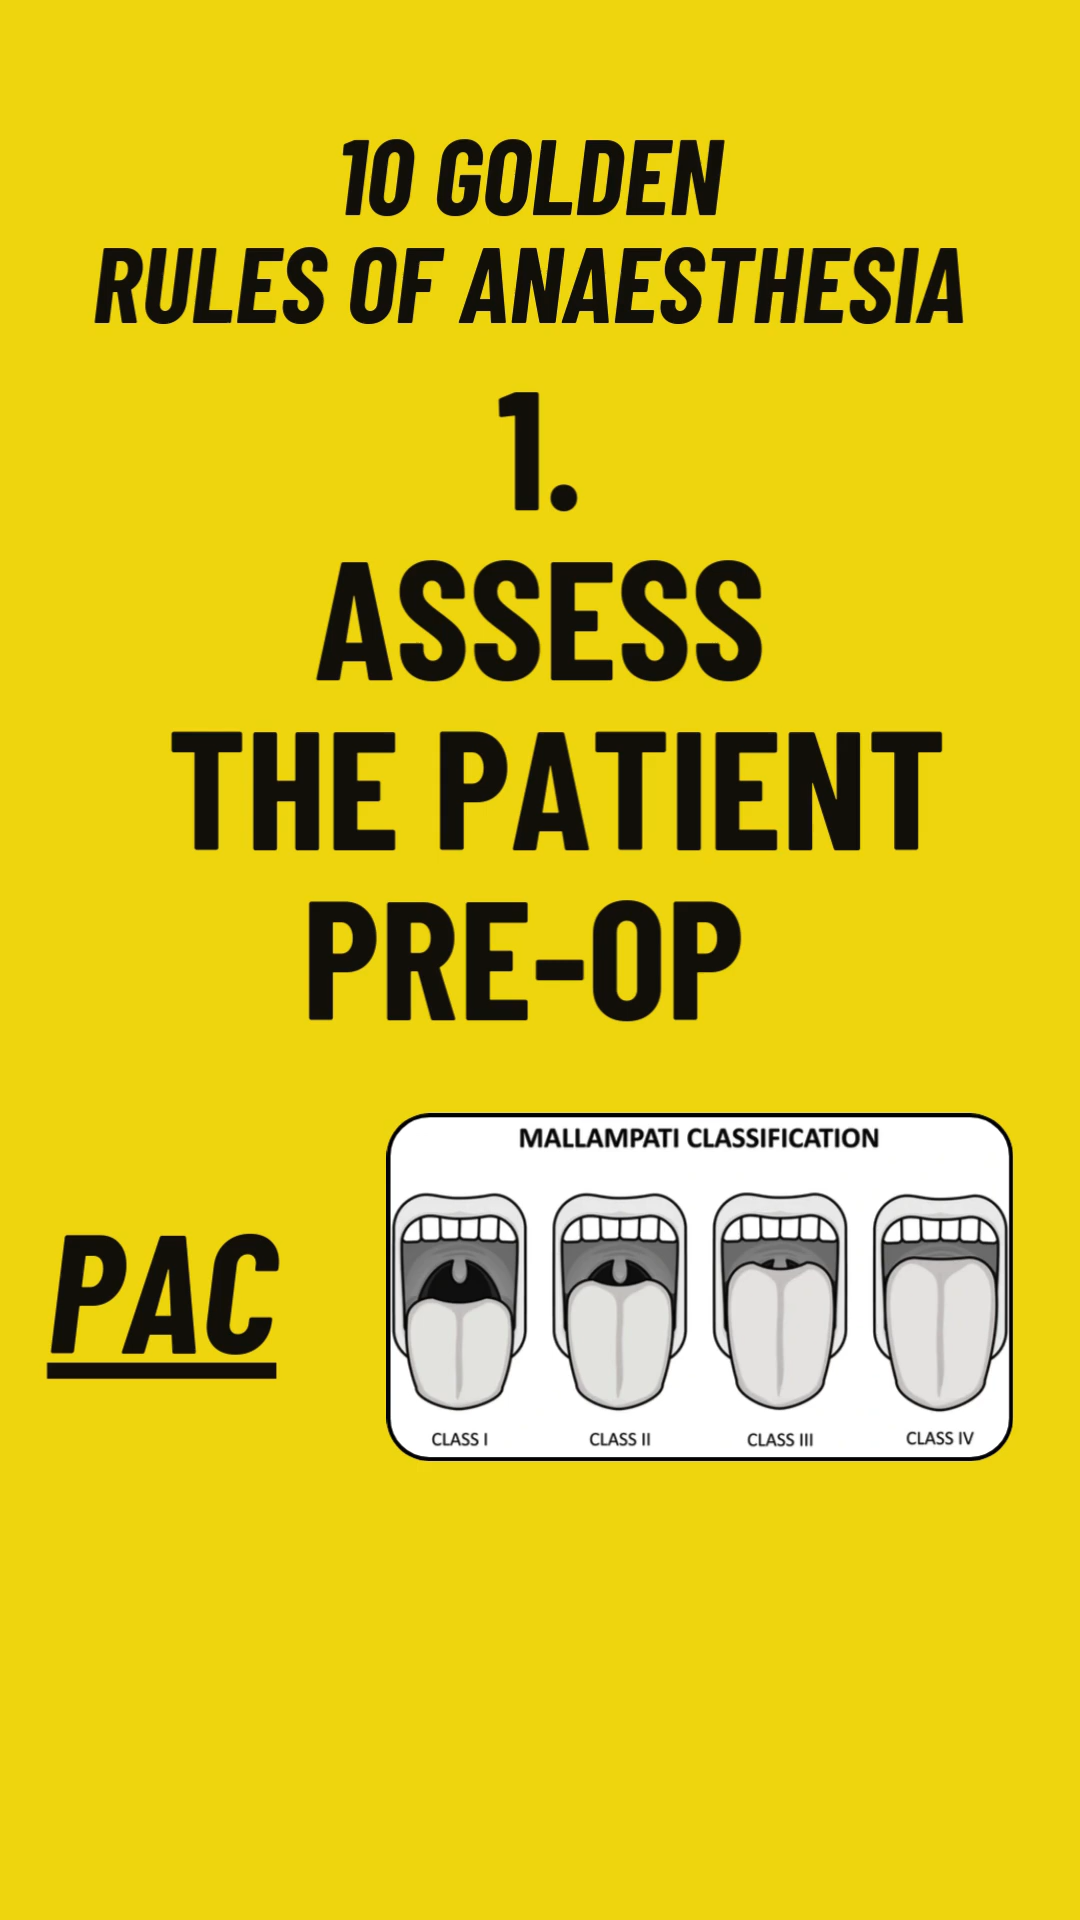 10 GOLDEN
RULES OF ANAESTHESIA
1.
ASSESS
THE PATIENT
PRE-OP
PAC
MALLAMPATI CLASSIFICATION
CLASS I
CLASS II
CLASS III
CLASS IV